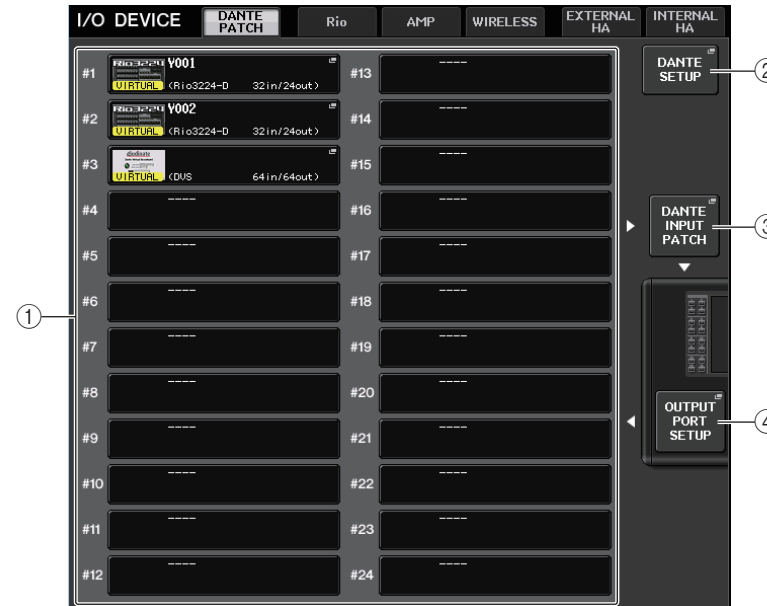 I/O DEVICE
DANTE PATCH
Rio
AMP
WIRELESS
EXTERNAL HA
INTERNAL HA
#1 Rio3224 Y001
VIRTUAL (Rio3224-D 32in/24out)
#2 Rio3224 Y002
VIRTUAL (Rio3224-D 32in/24out)
#3
VIRTUAL (DVS 64in/64out)
#4 ----
#5 ----
#6 ----
#7 ----
#8 ----
#9 ----
#10 ----
#11 ----
#12 ----
#13 ----
#14 ----
#15 ----
#16 ----
#17 ----
#18 ----
#19 ----
#20 ----
#21 ----
#22 ----
#23 ----
#24 ----
DANTE
SETUP
DANTE
INPUT
PATCH
OUTPUT
PORT
SETUP
①
②
③
④